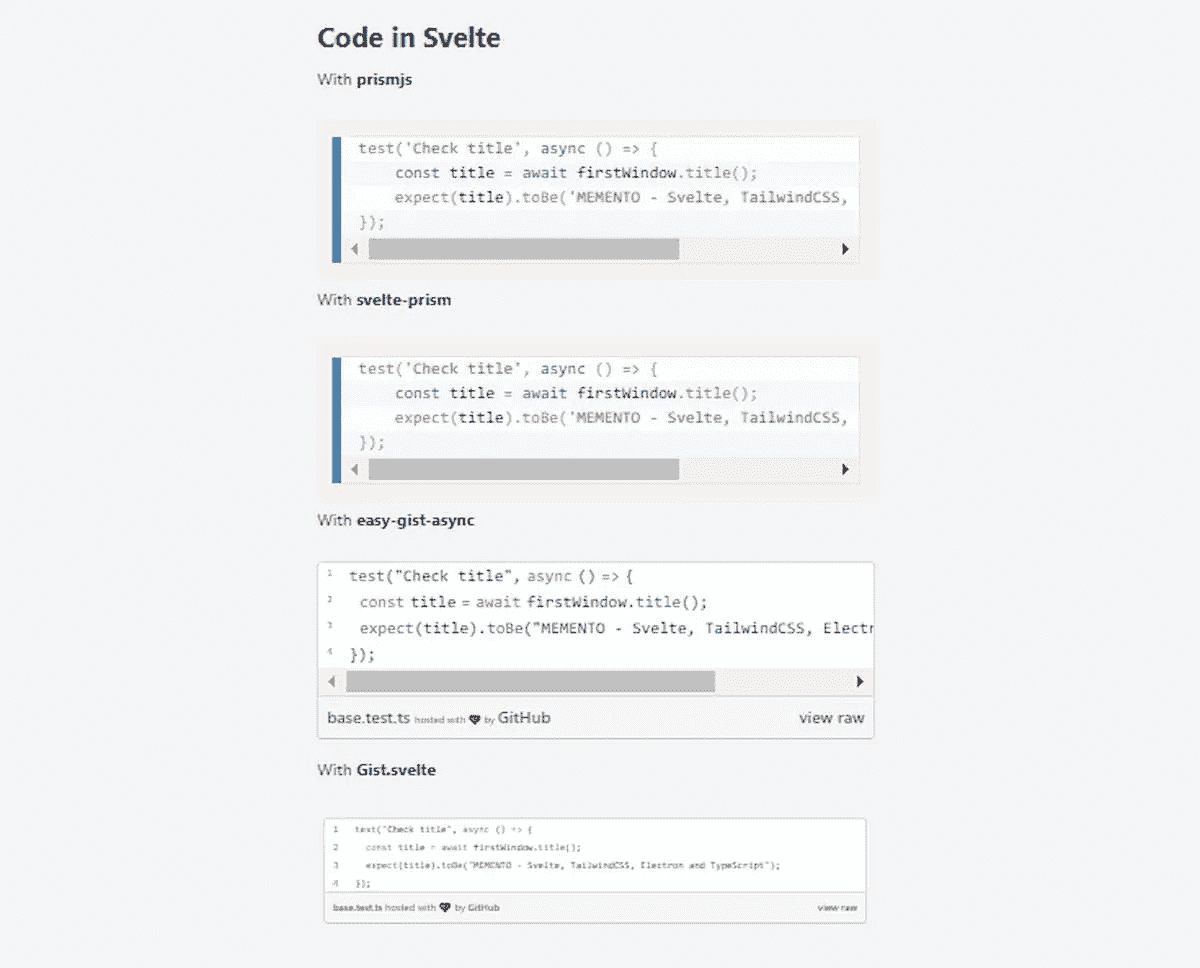 Code in Svelte
With prismjs
test('Check title', async () => {
    const title = await firstWindow.title();
    expect(title).toBe('MEMENTO - Svelte, TailwindCSS,
});
With svelte-prism
test('Check title', async () => {
    const title = await firstWindow.title();
    expect(title).toBe('MEMENTO - Svelte, TailwindCSS,
});
With easy-gist-async
1 test("Check title", async () => {
2   const title = await firstWindow.title();
3   expect(title).toBe("MEMENTO - Svelte, TailwindCSS, Electr
4 });
base.test.ts hosted with ❤ by GitHub view raw
With Gist.svelte
1 test("Check title", async () => {
2   const title = await firstWindow.title();
3   expect(title).toBe("MEMENTO - Svelte, TailwindCSS, Electron and TypeScript");
4 });
base.test.ts hosted with ❤ by GitHub view raw